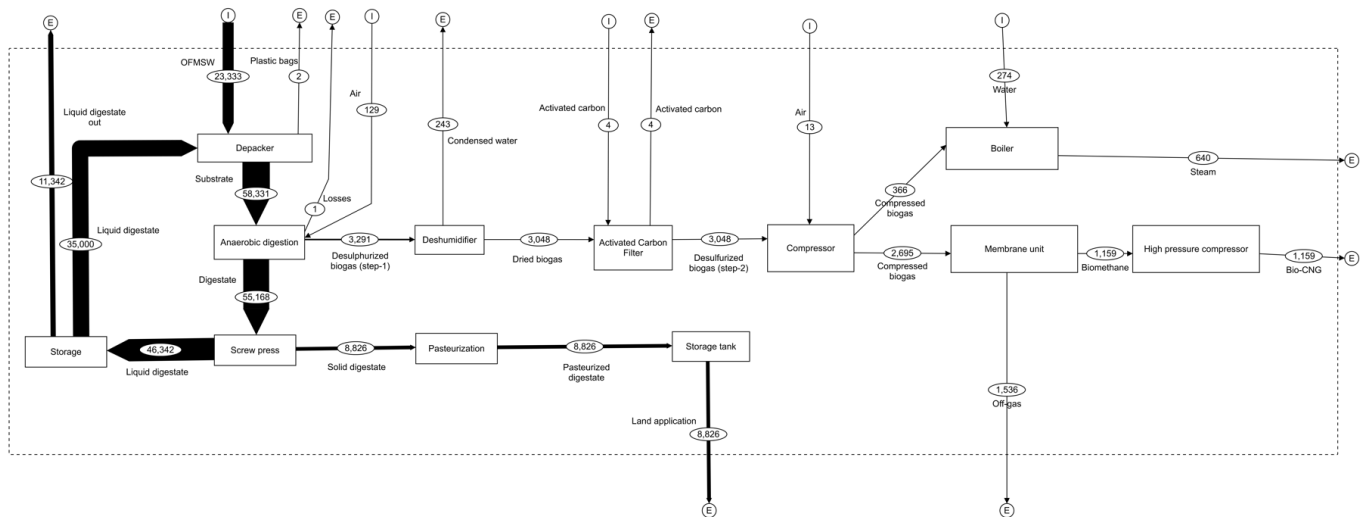 E
I
E
E
I
E
I
E
I
I
OFMSW
23,333
Plastic bags
2
Air
129
243
Condensed water
Activated carbon
4
Activated carbon
4
Air
13
274
Water
Liquid digestate
out
11,342
Depacker
Boiler
640
Steam
E
Substrate
58,331
Losses
1
366
Compressed
biogas
35,000
Liquid digestate
Anaerobic digestion
3,291
Desulphurized
biogas (step-1)
Deshumidifier
3,048
Dried biogas
Activated Carbon
Filter
3,048
Desulfurized
biogas (step-2)
Compressor
2,695
Compressed
biogas
Membrane unit
1,159
Biomethane
High pressure compressor
1,159
Bio-CNG
E
Digestate
55,168
Storage
46,342
Liquid digestate
Screw press
8,826
Solid digestate
Pasteurization
8,826
Pasteurized
digestate
Storage tank
1,536
Off-gas
Land application
8,826
E
E